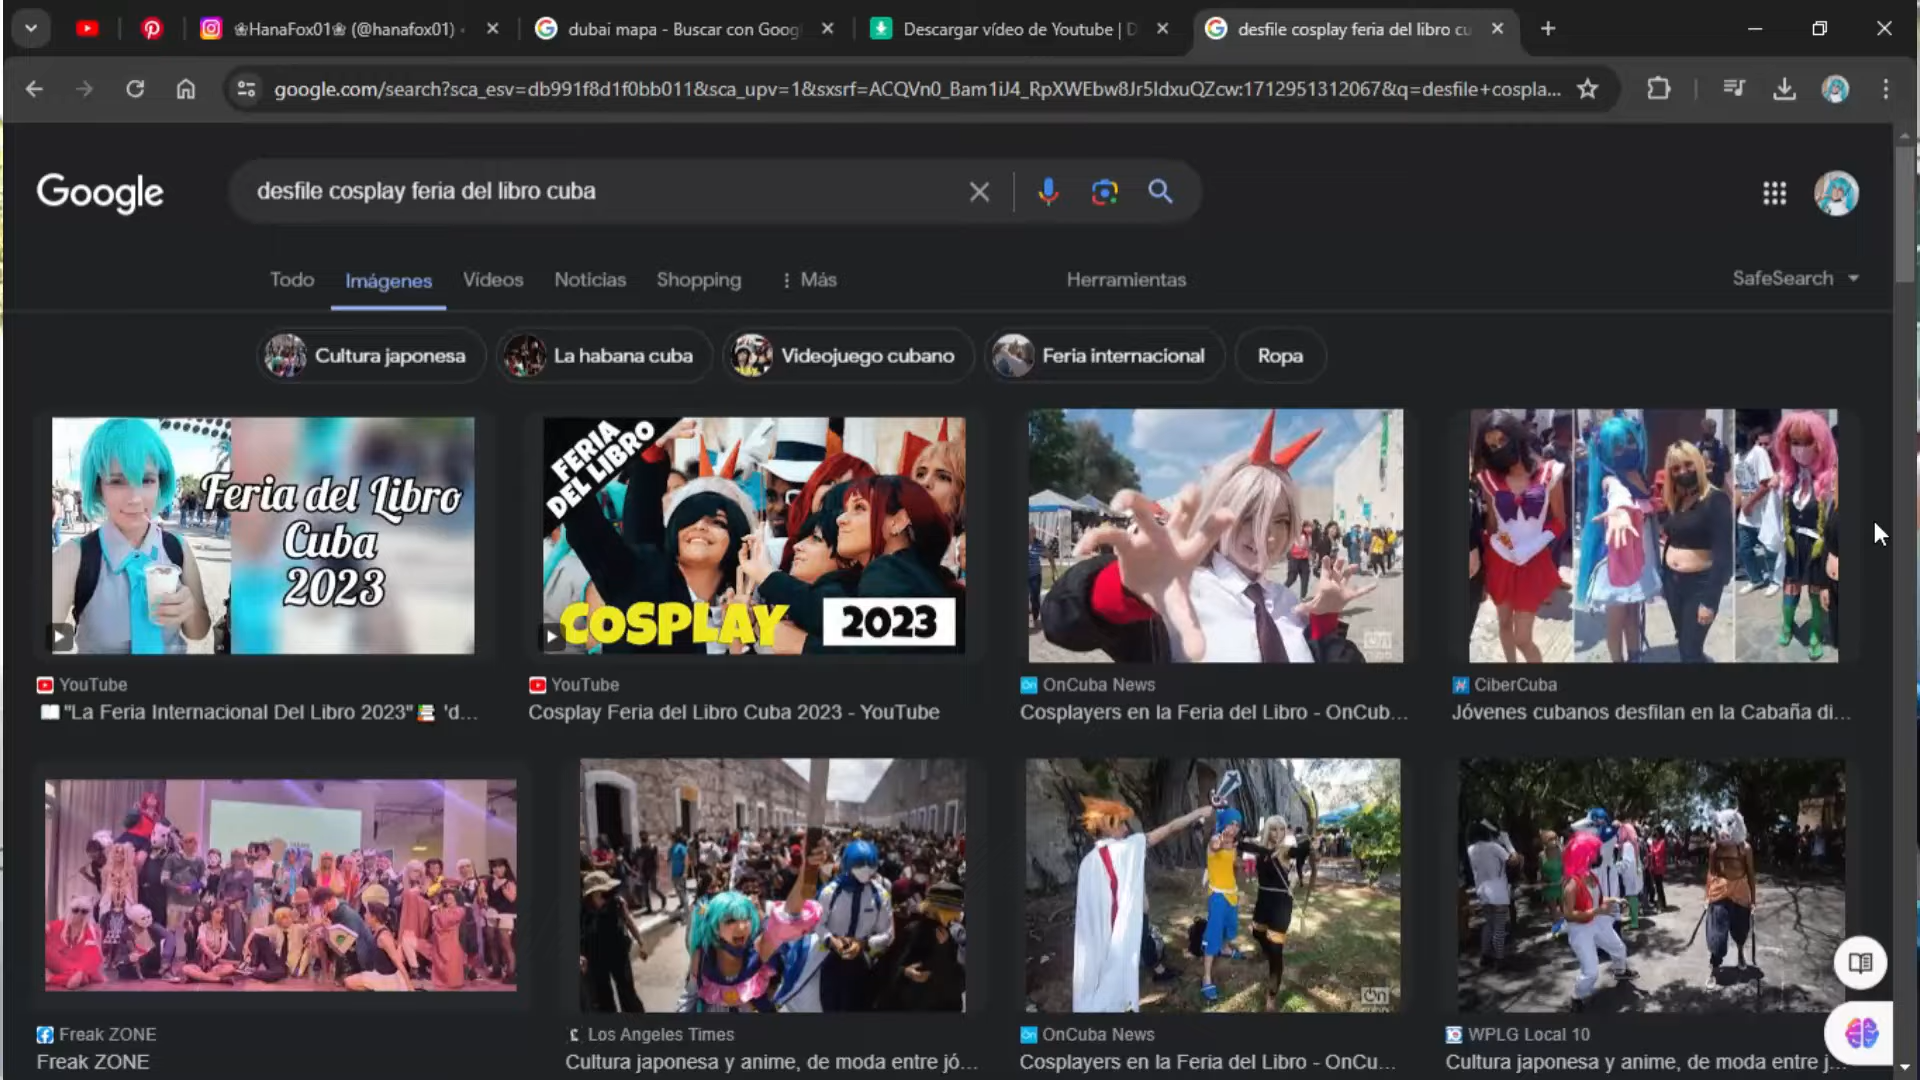 ❀HanaFox01❀ (@hanafox01) ·
dubai mapa - Buscar con Goog
Descargar vídeo de Youtube | D
desfile cosplay feria del libro cu
google.com/search?sca_esv=db991f8d1f0bb011&sca_upv=1&sxsrf=ACQVn0_Bam1iJ4_RpXWEbw8Jr5IdxuQZcw:1712951312067&q=desfile+cospla...
Google
desfile cosplay feria del libro cuba
Todo
Imágenes
Vídeos
Noticias
Shopping
Más
Herramientas
SafeSearch
Cultura japonesa
La habana cuba
Videojuego cubano
Feria internacional
Ropa
Feria del Libro
Cuba
2023
FERIA
DEL LIBRO
COSPLAY
2023
On
YouTube
YouTube
OnCuba News
CiberCuba
"La Feria Internacional Del Libro 2023" 'd...
Cosplay Feria del Libro Cuba 2023 - YouTube
Cosplayers en la Feria del Libro - OnCub...
Jóvenes cubanos desfilan en la Cabaña di...
On
Freak ZONE
Los Angeles Times
OnCuba News
WPLG Local 10
Freak ZONE
Cultura japonesa y anime, de moda entre jó...
Cosplayers en la Feria del Libro - OnCu...
Cultura japonesa y anime, de moda entre j...